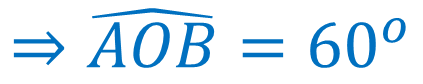 ⇒ \widehat{AOB} = 60^o